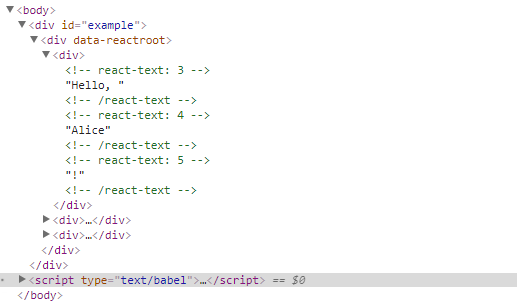 <body>
<div id="example">
<div data-reactroot>
<div>
<!-- react-text: 3 -->
"Hello, "
<!-- /react-text -->
<!-- react-text: 4 -->
"Alice"
<!-- /react-text -->
<!-- react-text: 5 -->
"!"
<!-- /react-text -->
</div>
<div>…</div>
<div>…</div>
</div>
</div>
<script type="text/babel">…</script> == $0
</body>